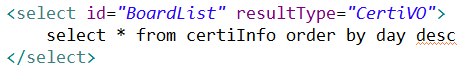 <select id="BoardList" resultType="CertiVO">
    select * from certiInfo order by day desc
</select>